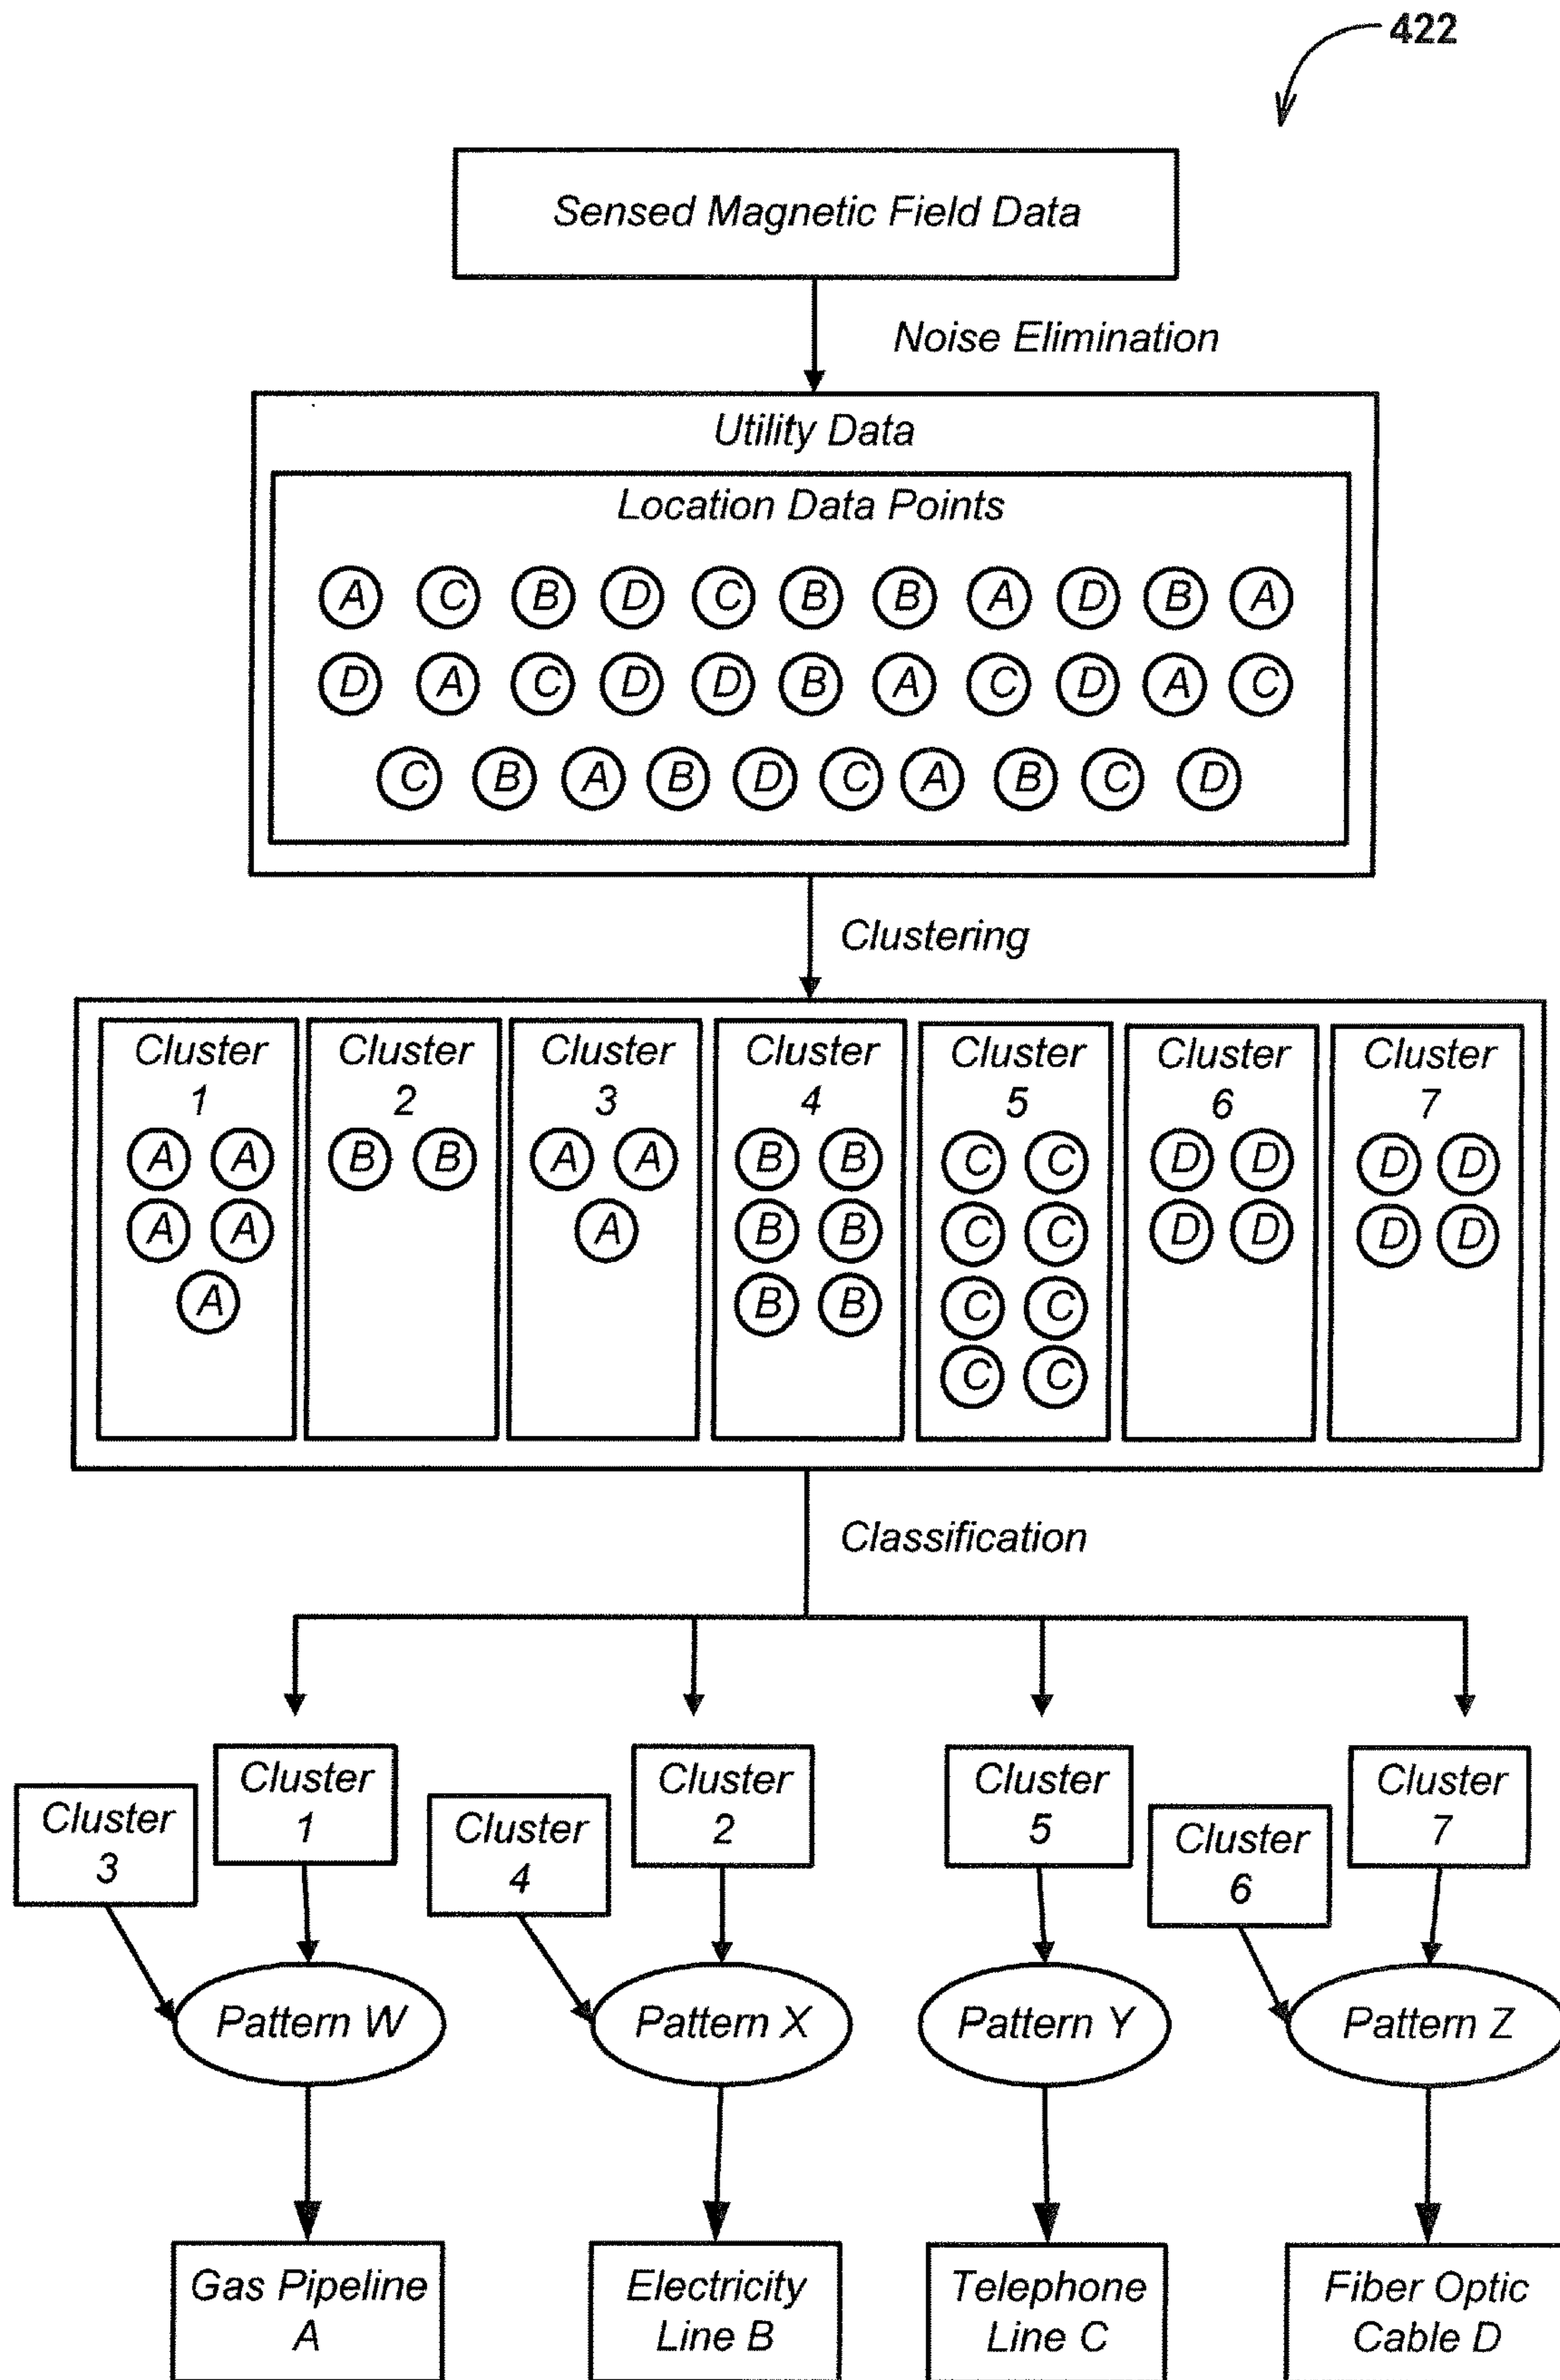 422
Sensed Magnetic Field Data
Noise Elimination
Utility Data
Location Data Points
A C B D C B B A D B A
D A C D D B A C D A C
C B A B D C A B C D
Clustering
Cluster
1
A A
A A
A
Cluster
2
B B
Cluster
3
A A
A
Cluster
4
B B
B B
B B
Cluster
5
C C
C C
C C
C C
Cluster
6
D D
D D
Cluster
7
D D
D D
Classification
Cluster
3
Cluster
1
Cluster
4
Cluster
2
Cluster
5
Cluster
6
Cluster
7
Pattern W
Pattern X
Pattern Y
Pattern Z
Gas Pipeline
A
Electricity
Line B
Telephone
Line C
Fiber Optic
Cable D